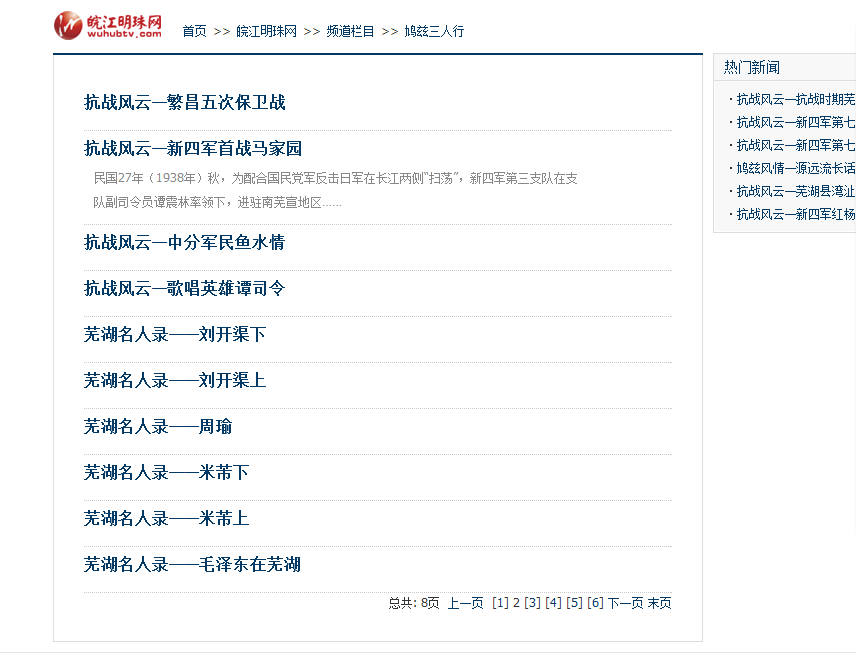 皖江明珠网
wuhubtv.com
首页 >> 皖江明珠网 >> 频道栏目 >> 鸠兹三人行
抗战风云—繁昌五次保卫战
抗战风云—新四军首战马家园
民国27年（1938年）秋，为配合国民党军反击日军在长江两侧“扫荡”，新四军第三支队在支
队副司令员谭震林率领下，进驻南芜宣地区……
抗战风云—中分军民鱼水情
抗战风云—歌唱英雄谭司令
芜湖名人录——刘开渠下
芜湖名人录——刘开渠上
芜湖名人录——周瑜
芜湖名人录——米芾下
芜湖名人录——米芾上
芜湖名人录——毛泽东在芜湖
总共: 8页 上一页 [1] 2 [3] [4] [5] [6] 下一页 末页
热门新闻
·抗战风云—抗战时期芜
·抗战风云—新四军第七
·抗战风云—新四军第七
·鸠兹风情—源远流长话
·抗战风云—芜湖县湾沚
·抗战风云—新四军红杨